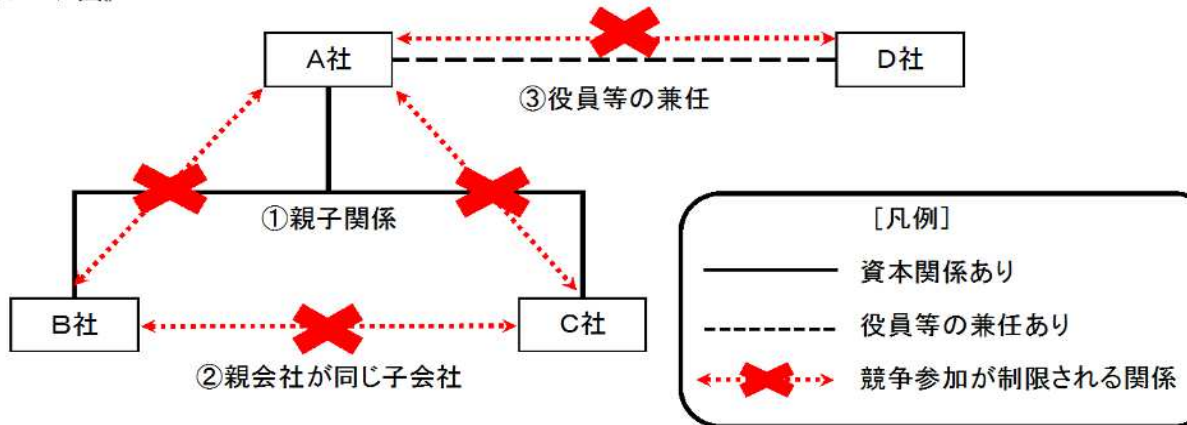 A社
D社
③役員等の兼任
①親子関係
B社
C社
②親会社が同じ子会社
[凡例]
資本関係あり
役員等の兼任あり
競争参加が制限される関係